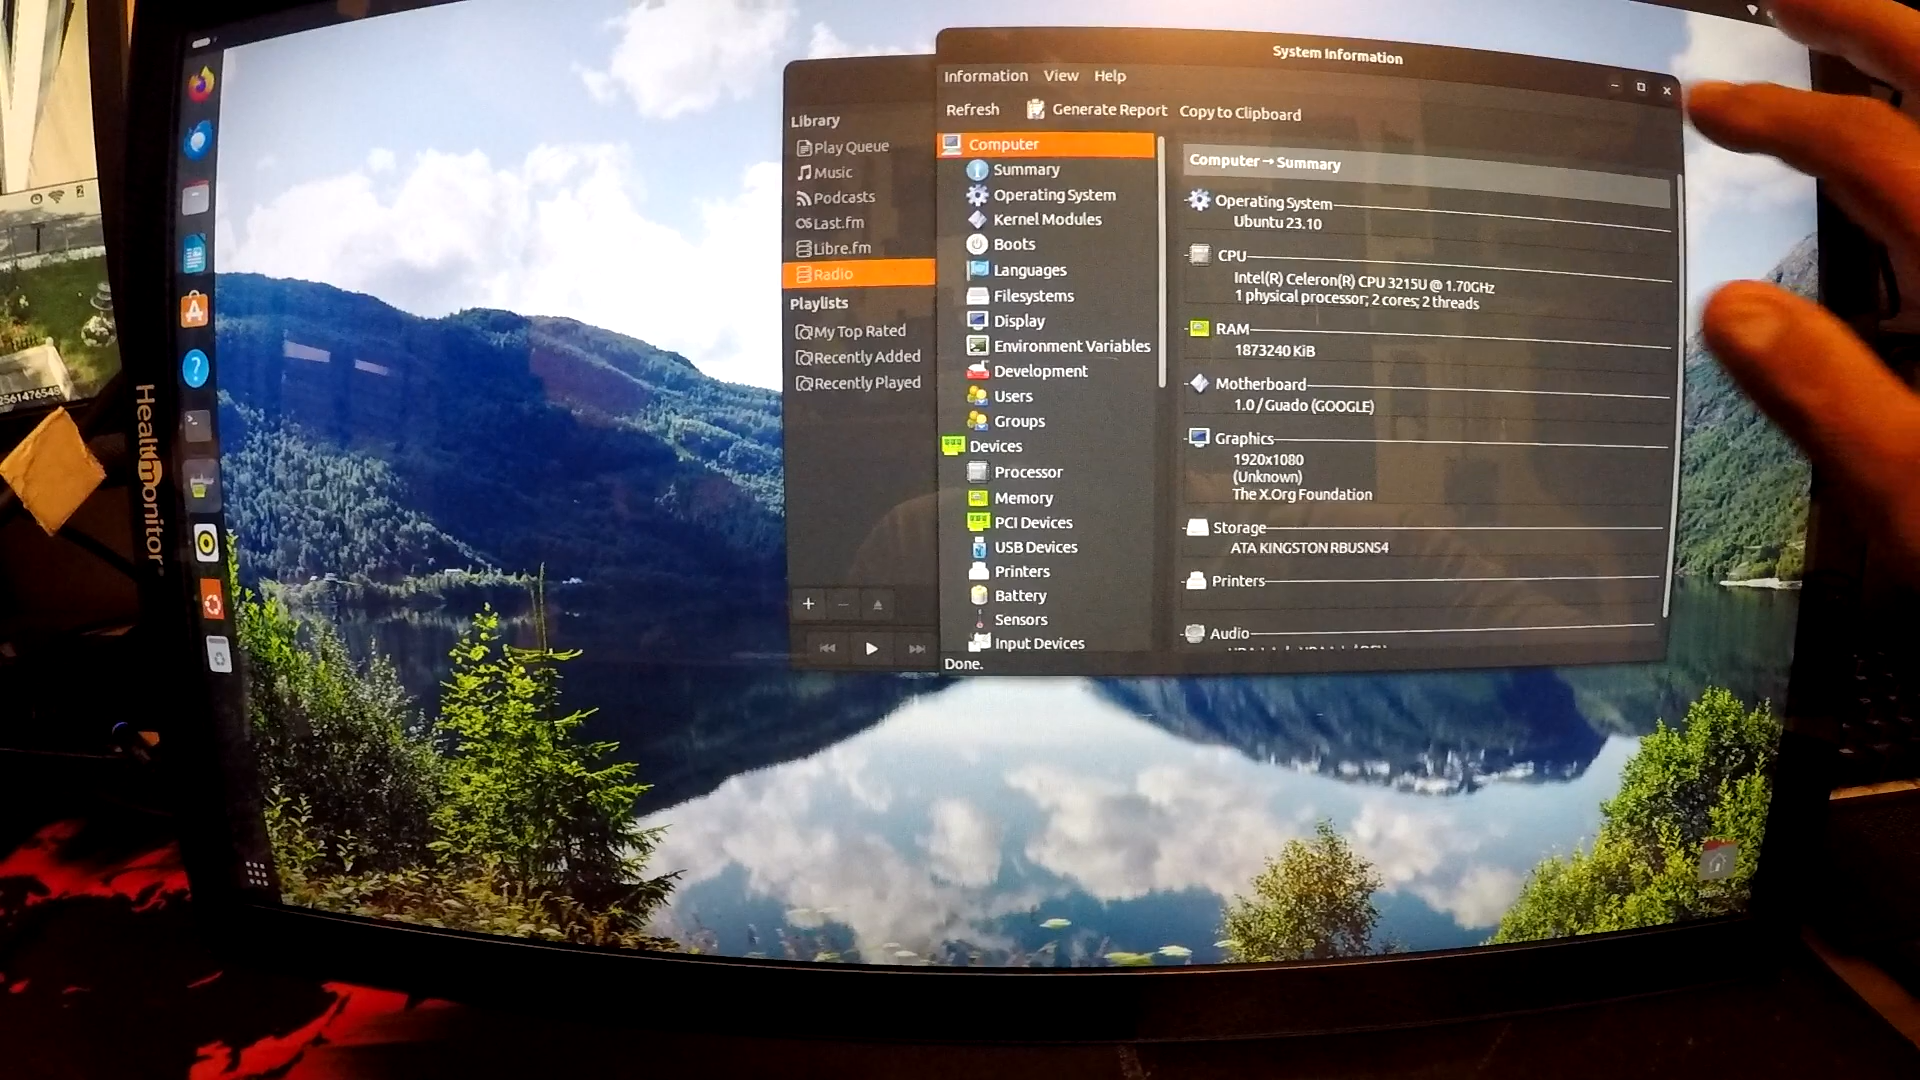 2561476545
Healthmonitor
Library
Play Queue
Music
Podcasts
Last.fm
Libre.fm
Radio
Playlists
My Top Rated
Recently Added
Recently Played
System Information
Information View Help
Refresh Generate Report Copy to Clipboard
Computer
Summary
Operating System
Kernel Modules
Boots
Languages
Filesystems
Display
Environment Variables
Development
Users
Groups
Devices
Processor
Memory
PCI Devices
USB Devices
Printers
Battery
Sensors
Input Devices
Done.
Computer → Summary
Operating System
Ubuntu 23.10
CPU
Intel(R) Celeron(R) CPU 3215U @ 1.70GHz
1 physical processor; 2 cores; 2 threads
RAM
1873240 KiB
Motherboard
1.0 / Guado (GOOGLE)
Graphics
1920x1080
(Unknown)
The X.Org Foundation
Storage
ATA KINGSTON RBUSNS4
Printers
Audio